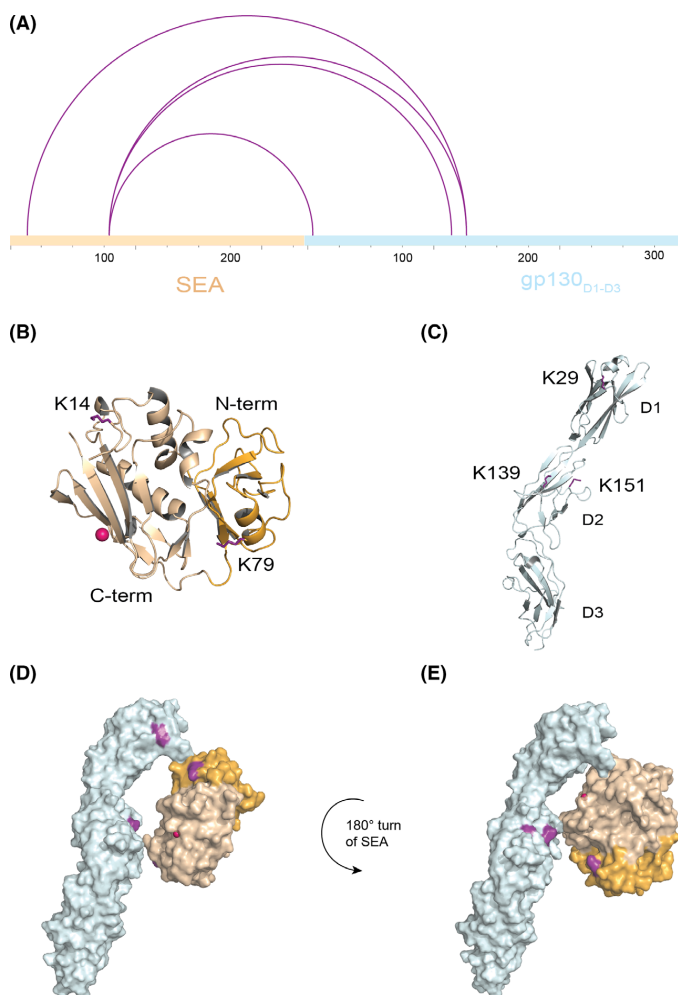 (A)
100
200
100
200
300
SEA
gp130D1-D3
(B)
(C)
K14
N-term
K79
C-term
K29
D1
K139
K151
D2
D3
(D)
(E)
180° turn
of SEA